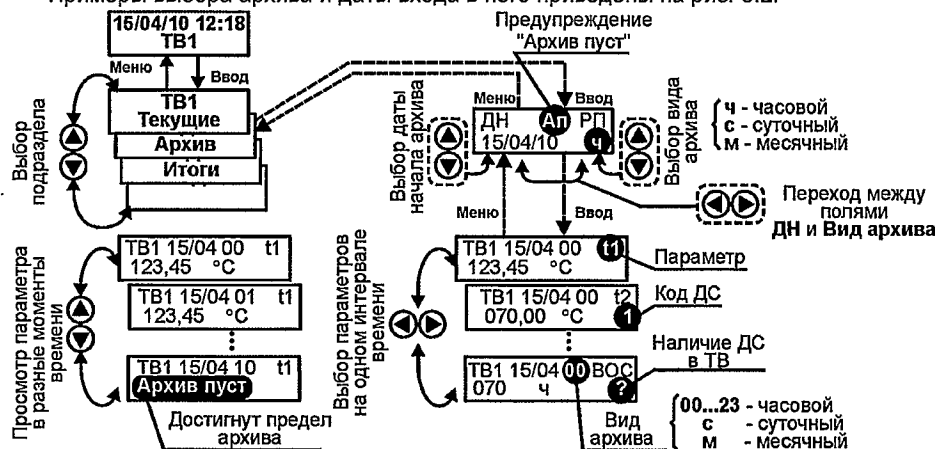 Примеры выбора архива и даты входа в него приведены на рис
15/04/10 12:18
ТВ1
Меню
Ввод
ТВ1
Текущие
Архив
Итоги
Выбор
подраздела
Предупреждение
"Архив пуст"
Меню
Ввод
ДН Ап РП
15/04/10 ч
Выбор даты
начала архива
Выбор вида
архива
ч - часовой
с - суточный
м - месячный
Переход между
полями
ДН и Вид архива
Меню
Ввод
Просмотр параметра
в разные моменты
времени
ТВ1 15/04 00 t1
123,45 °C
ТВ1 15/04 01 t1
123,45 °C
ТВ1 15/04 10 t1
Архив пуст
Достигнут предел
архива
Выбор параметров
на одном интервале
времени
ТВ1 15/04 00 t1
123,45 °C
Параметр
ТВ1 15/04 00 t2
070,00 °C 1
Код ДС
ТВ1 15/04 00 ВОС
070 ч ?
Наличие ДС
в ТВ
Вид
архива
00...23 - часовой
с - суточный
м - месячный